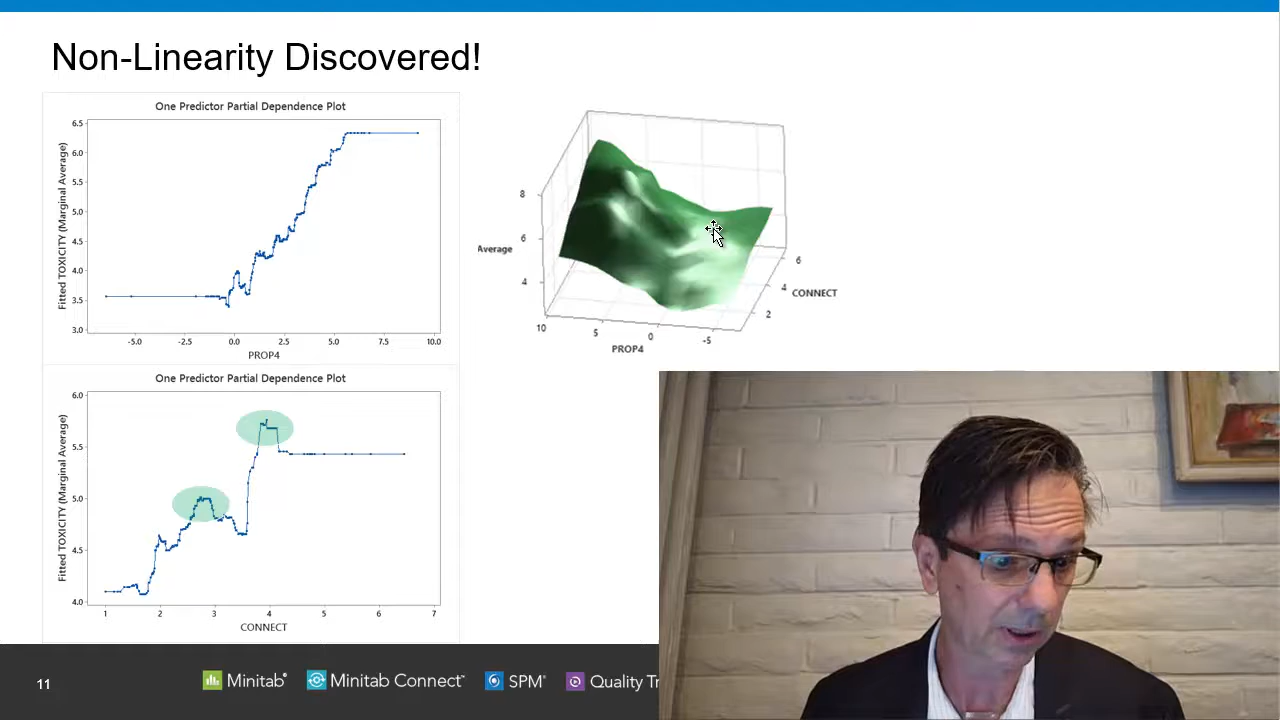 Non-Linearity Discovered!
One Predictor Partial Dependence Plot
Fitted TOXICITY (Marginal Average)
6.5
6.0
5.5
5.0
4.5
4.0
3.5
3.0
-5.0 -2.5 0.0 2.5 5.0 7.5 10.0
PROP4
8
6
4
Average
10 5 0 -5
PROP4
6
4
2
CONNECT
One Predictor Partial Dependence Plot
Fitted TOXICITY (Marginal Average)
6.0
5.5
5.0
4.5
4.0
1 2 3 4 5 6 7
CONNECT
11
Minitab® Minitab Connect™ SPM® Quality Tr